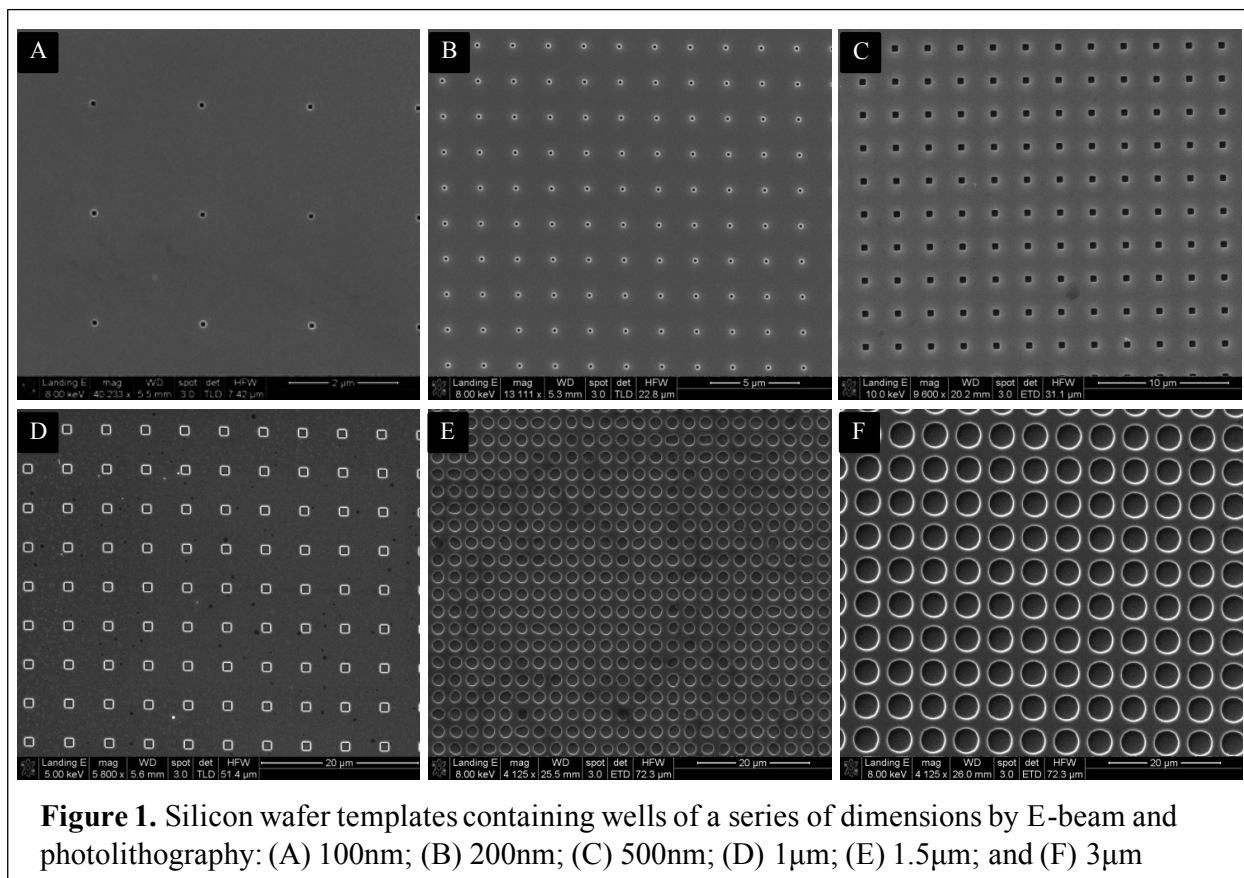 A
B
C
Landing E mag WD spot det HFW
8.00 keV 40 233 x 5.5 mm 3.0 TLD 7.42 µm
2 µm
Landing E mag WD spot det HFW
8.00 keV 13 111 x 5.3 mm 3.0 TLD 22.8 µm
5 µm
Landing E mag WD spot det HFW
10.0 keV 9 600 x 20.2 mm 3.0 ETD 31.1 µm
10 µm
D
E
F
Landing E mag WD spot det HFW
5.00 keV 5 800 x 5.6 mm 3.0 TLD 51.4 µm
20 µm
Landing E mag WD spot det HFW
8.00 keV 4 125 x 25.5 mm 3.0 ETD 72.3 µm
20 µm
Landing E mag WD spot det HFW
8.00 keV 4 125 x 26.0 mm 3.0 ETD 72.3 µm
20 µm
Figure 1. Silicon wafer templates containing wells of a series of dimensions by E-beam and
photolithography: (A) 100nm; (B) 200nm; (C) 500nm; (D) 1µm; (E) 1.5µm; and (F) 3µm